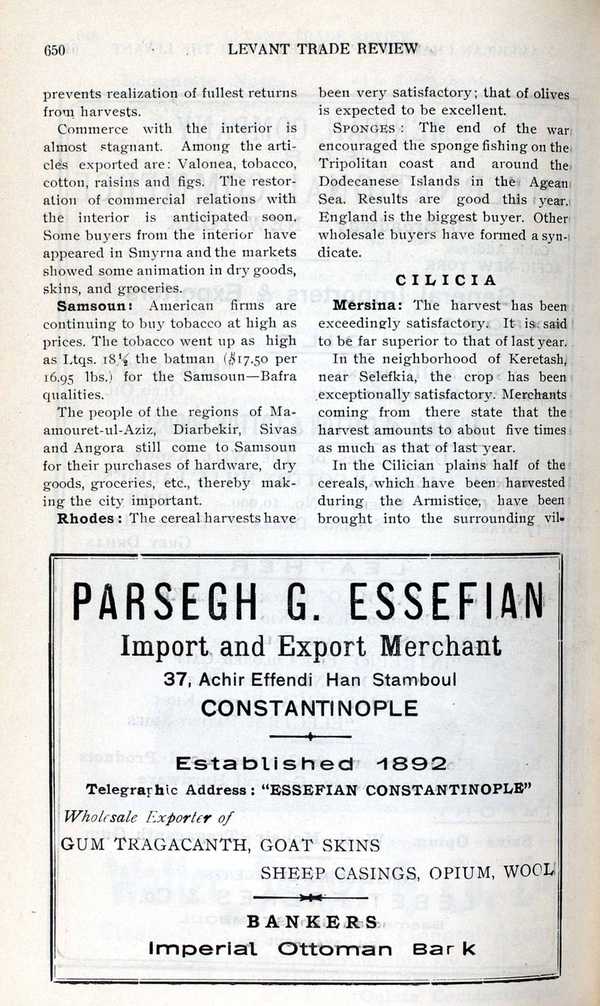 650
LEVANT TRADE REVIEW
prevents realization of fullest returns
from harvests.
Commerce with the interior is
almost stagnant. Among the arti-
cles exported are: Valonea, tobacco,
cotton, raisins and figs. The restor-
ation of commercial relations with
the interior is anticipated soon.
Some buyers from the interior have
appeared in Smyrna and the markets
showed some animation in dry goods,
skins, and groceries.
Samsoun: American firms are
continuing to buy tobacco at high as
prices. The tobacco went up as high
as Ltqs. 18½ the batman ($17.50 per
16.95 lbs.) for the Samsoun—Bafra
qualities.
The people of the regions of Ma-
amouret-ul-Aziz, Diarbekir, Sivas
and Angora still come to Samsoun
for their purchases of hardware, dry
goods, groceries, etc., thereby mak-
ing the city important.
Rhodes: The cereal harvests have
been very satisfactory; that of olives
is expected to be excellent.
SPONGES: The end of the war
encouraged the sponge fishing on the
Tripolitan coast and around the
Dodecanese Islands in the Agean
Sea. Results are good this year.
England is the biggest buyer. Other
wholesale buyers have formed a syn-
dicate.
CILICIA
Mersina: The harvest has been
exceedingly satisfactory. It is said
to be far superior to that of last year.
In the neighborhood of Keretash,
near Selefkia, the crop has been
exceptionally satisfactory. Merchants
coming from there state that the
harvest amounts to about five times
as much as that of last year.
In the Cilician plains half of the
cereals, which have been harvested
during the Armistice, have been
brought into the surrounding vil-
PARSEGH G. ESSEFIAN
Import and Export Merchant
37, Achir Effendi Han Stamboul
CONSTANTINOPLE
Established 1892
Telegraphic Address: "ESSEFIAN CONSTANTINOPLE"
Wholesale Exporter of
GUM TRAGACANTH, GOAT SKINS
SHEEP CASINGS, OPIUM, WOOL
BANKERS
Imperial Ottoman Bank